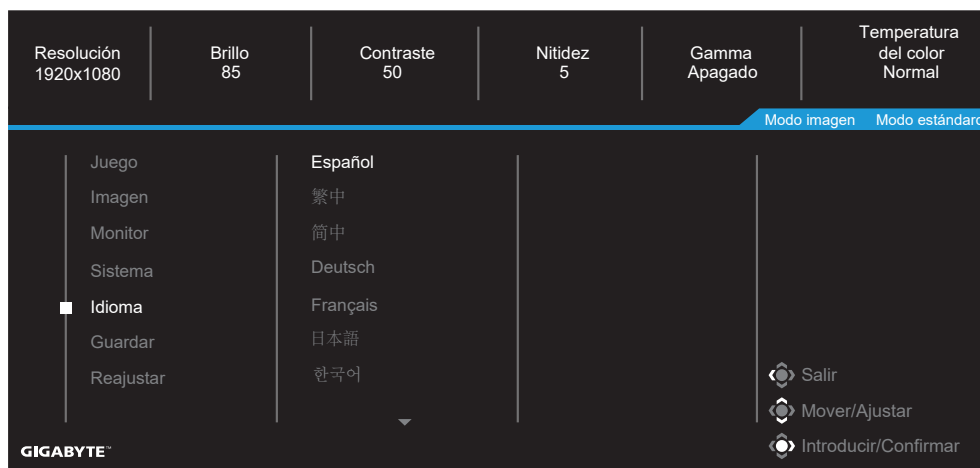 Resolución
1920x1080
Brillo
85
Contraste
50
Nitidez
5
Gamma
Apagado
Temperatura
del color
Normal
Modo imagen Modo estándar
Juego
Imagen
Monitor
Sistema
Idioma
Guardar
Reajustar
Español
繁中
简中
Deutsch
Français
日本語
한국어
Salir
Mover/Ajustar
Introducir/Confirmar
GIGABYTE™